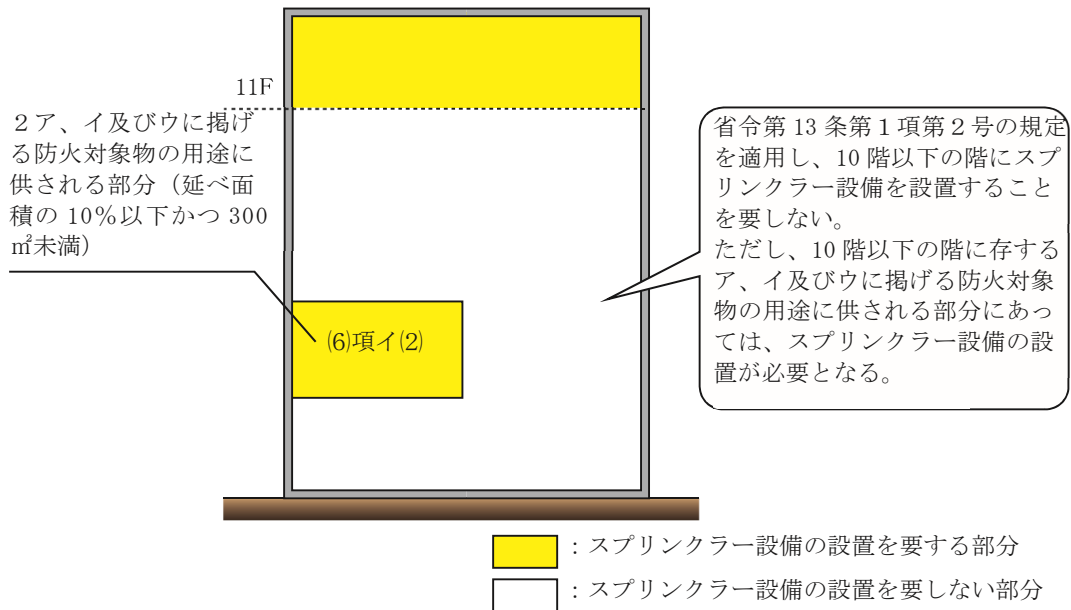 11F
２ア、イ及びウに掲げ
る防火対象物の用途に
供される部分（延べ面
積の 10％以下かつ 300
㎡未満）
省令第 13 条第１項第２号の規定
を適用し、10 階以下の階にスプ
リンクラー設備を設置すること
を要しない。
ただし、10 階以下の階に存する
ア、イ及びウに掲げる防火対象
物の用途に供される部分にあっ
ては、スプリンクラー設備の設
置が必要となる。
⑹項イ⑵
：スプリンクラー設備の設置を要する部分
：スプリンクラー設備の設置を要しない部分